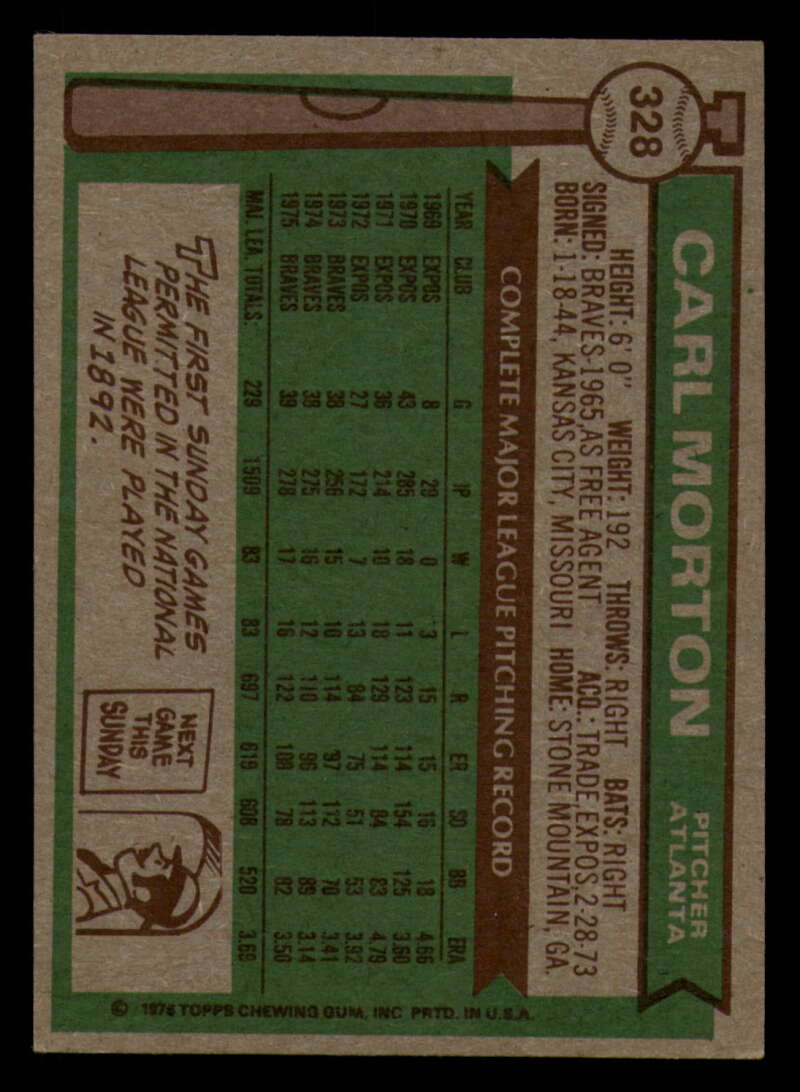 328
CARL MORTON
PITCHER
ATLANTA
HEIGHT: 6'0" WEIGHT: 192 THROWS: RIGHT BATS: RIGHT
SIGNED: BRAVES-1965, AS FREE AGENT ACQ.: TRADE, EXPOS, 2-28-73
BORN: 1-18-44, KANSAS CITY, MISSOURI HOME: STONE MOUNTAIN, GA.
COMPLETE MAJOR LEAGUE PITCHING RECORD
YEAR CLUB G IP W L R ER SO BB ERA
1969 EXPOS 8 29 0 3 15 15 16 18 4.66
1970 EXPOS 43 285 18 11 123 114 154 125 3.60
1971 EXPOS 36 214 10 18 129 114 84 83 4.79
1972 EXPOS 27 172 7 13 84 75 51 53 3.92
1973 BRAVES 38 256 15 10 114 97 112 70 3.41
1974 BRAVES 38 275 16 12 110 96 113 89 3.14
1975 BRAVES 39 278 17 16 122 108 78 82 3.50
MAJ. LEA. TOTALS: 229 1509 83 83 697 619 608 520 3.69
THE FIRST SUNDAY GAMES
PERMITTED IN THE NATIONAL
LEAGUE WERE PLAYED
IN 1892.
NEXT
GAME
THIS
SUNDAY
© 1976 TOPPS CHEWING GUM, INC. PRTD. IN U.S.A.